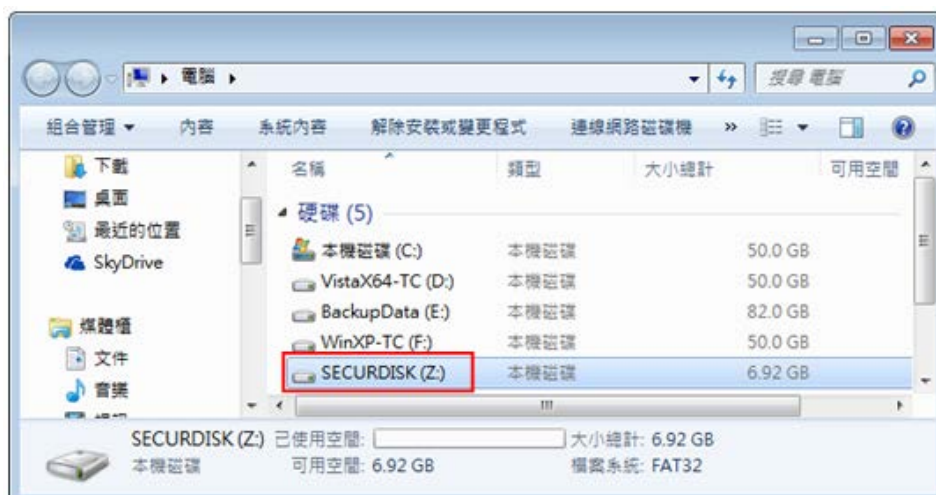 電腦
搜尋 電腦
組合管理 內容 系統內容 解除安裝或變更程式 連線網路磁碟機 »
下載
桌面
最近的位置
SkyDrive
媒體櫃
文件
音樂
名稱 類型 大小總計 可用空間
硬碟 (5)
本機磁碟 (C:) 本機磁碟 50.0 GB
VistaX64-TC (D:) 本機磁碟 50.0 GB
BackupData (E:) 本機磁碟 82.0 GB
WinXP-TC (F:) 本機磁碟 50.0 GB
SECURDISK (Z:) 本機磁碟 6.92 GB
SECURDISK (Z:) 已使用空間: 大小總計: 6.92 GB
本機磁碟 可用空間: 6.92 GB 檔案系統: FAT32